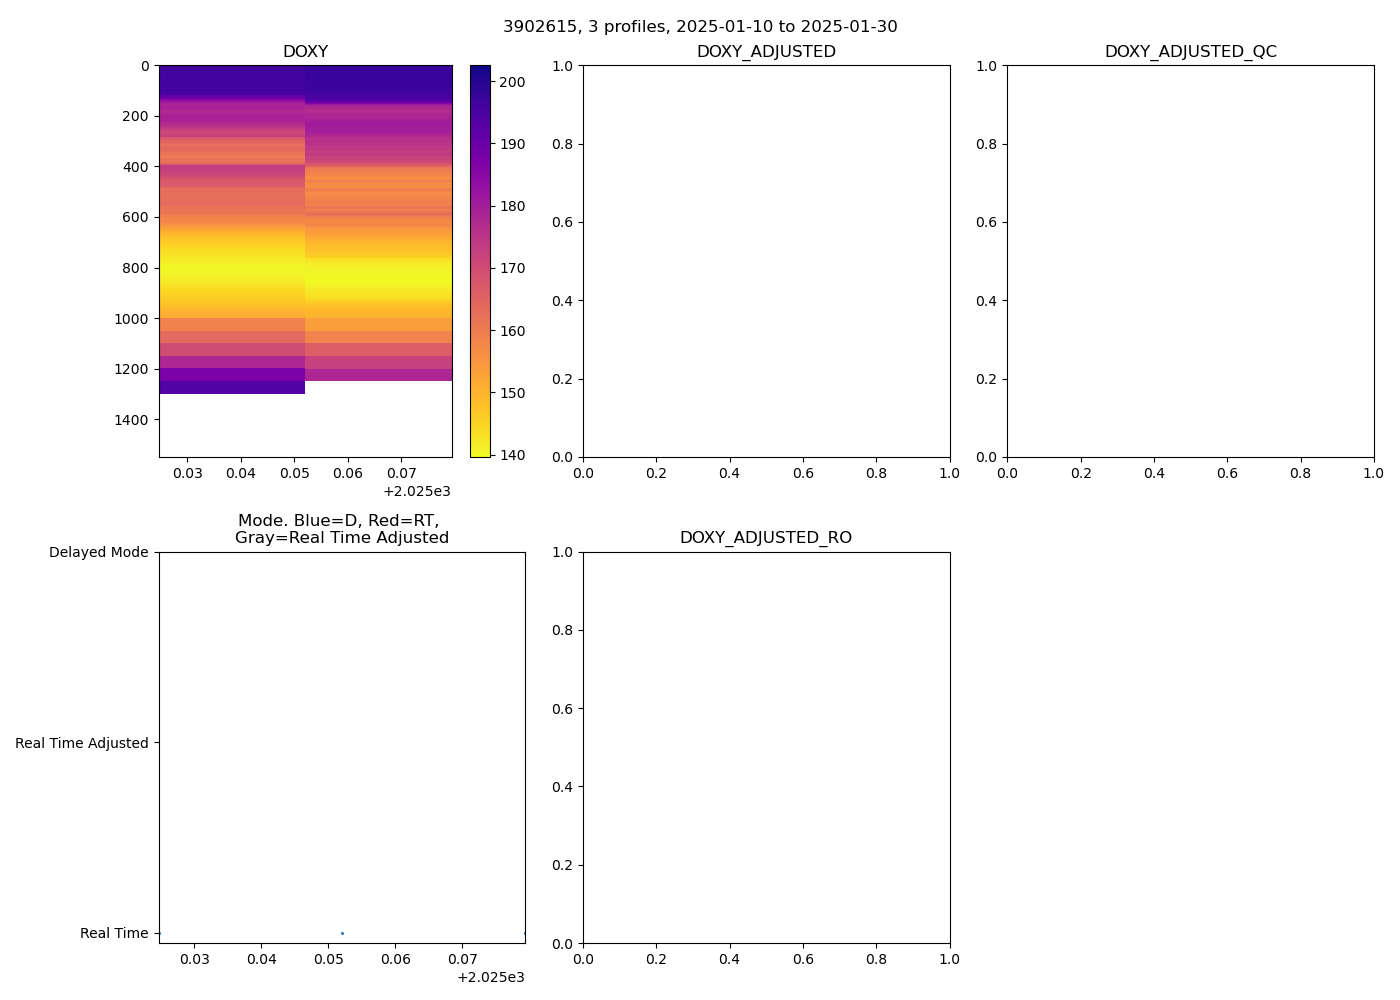 3902615, 3 profiles, 2025-01-10 to 2025-01-30
DOXY
0
200
400
600
800
1000
1200
1400
0.03 0.04 0.05 0.06 0.07
+2.025e3
200
190
180
170
160
150
140
DOXY_ADJUSTED
1.0
0.8
0.6
0.4
0.2
0.0
0.0 0.2 0.4 0.6 0.8 1.0
DOXY_ADJUSTED_QC
1.0
0.8
0.6
0.4
0.2
0.0
0.0 0.2 0.4 0.6 0.8 1.0
Mode. Blue=D, Red=RT,
Gray=Real Time Adjusted
Delayed Mode
Real Time Adjusted
Real Time
0.03 0.04 0.05 0.06 0.07
+2.025e3
DOXY_ADJUSTED_RO
1.0
0.8
0.6
0.4
0.2
0.0
0.0 0.2 0.4 0.6 0.8 1.0